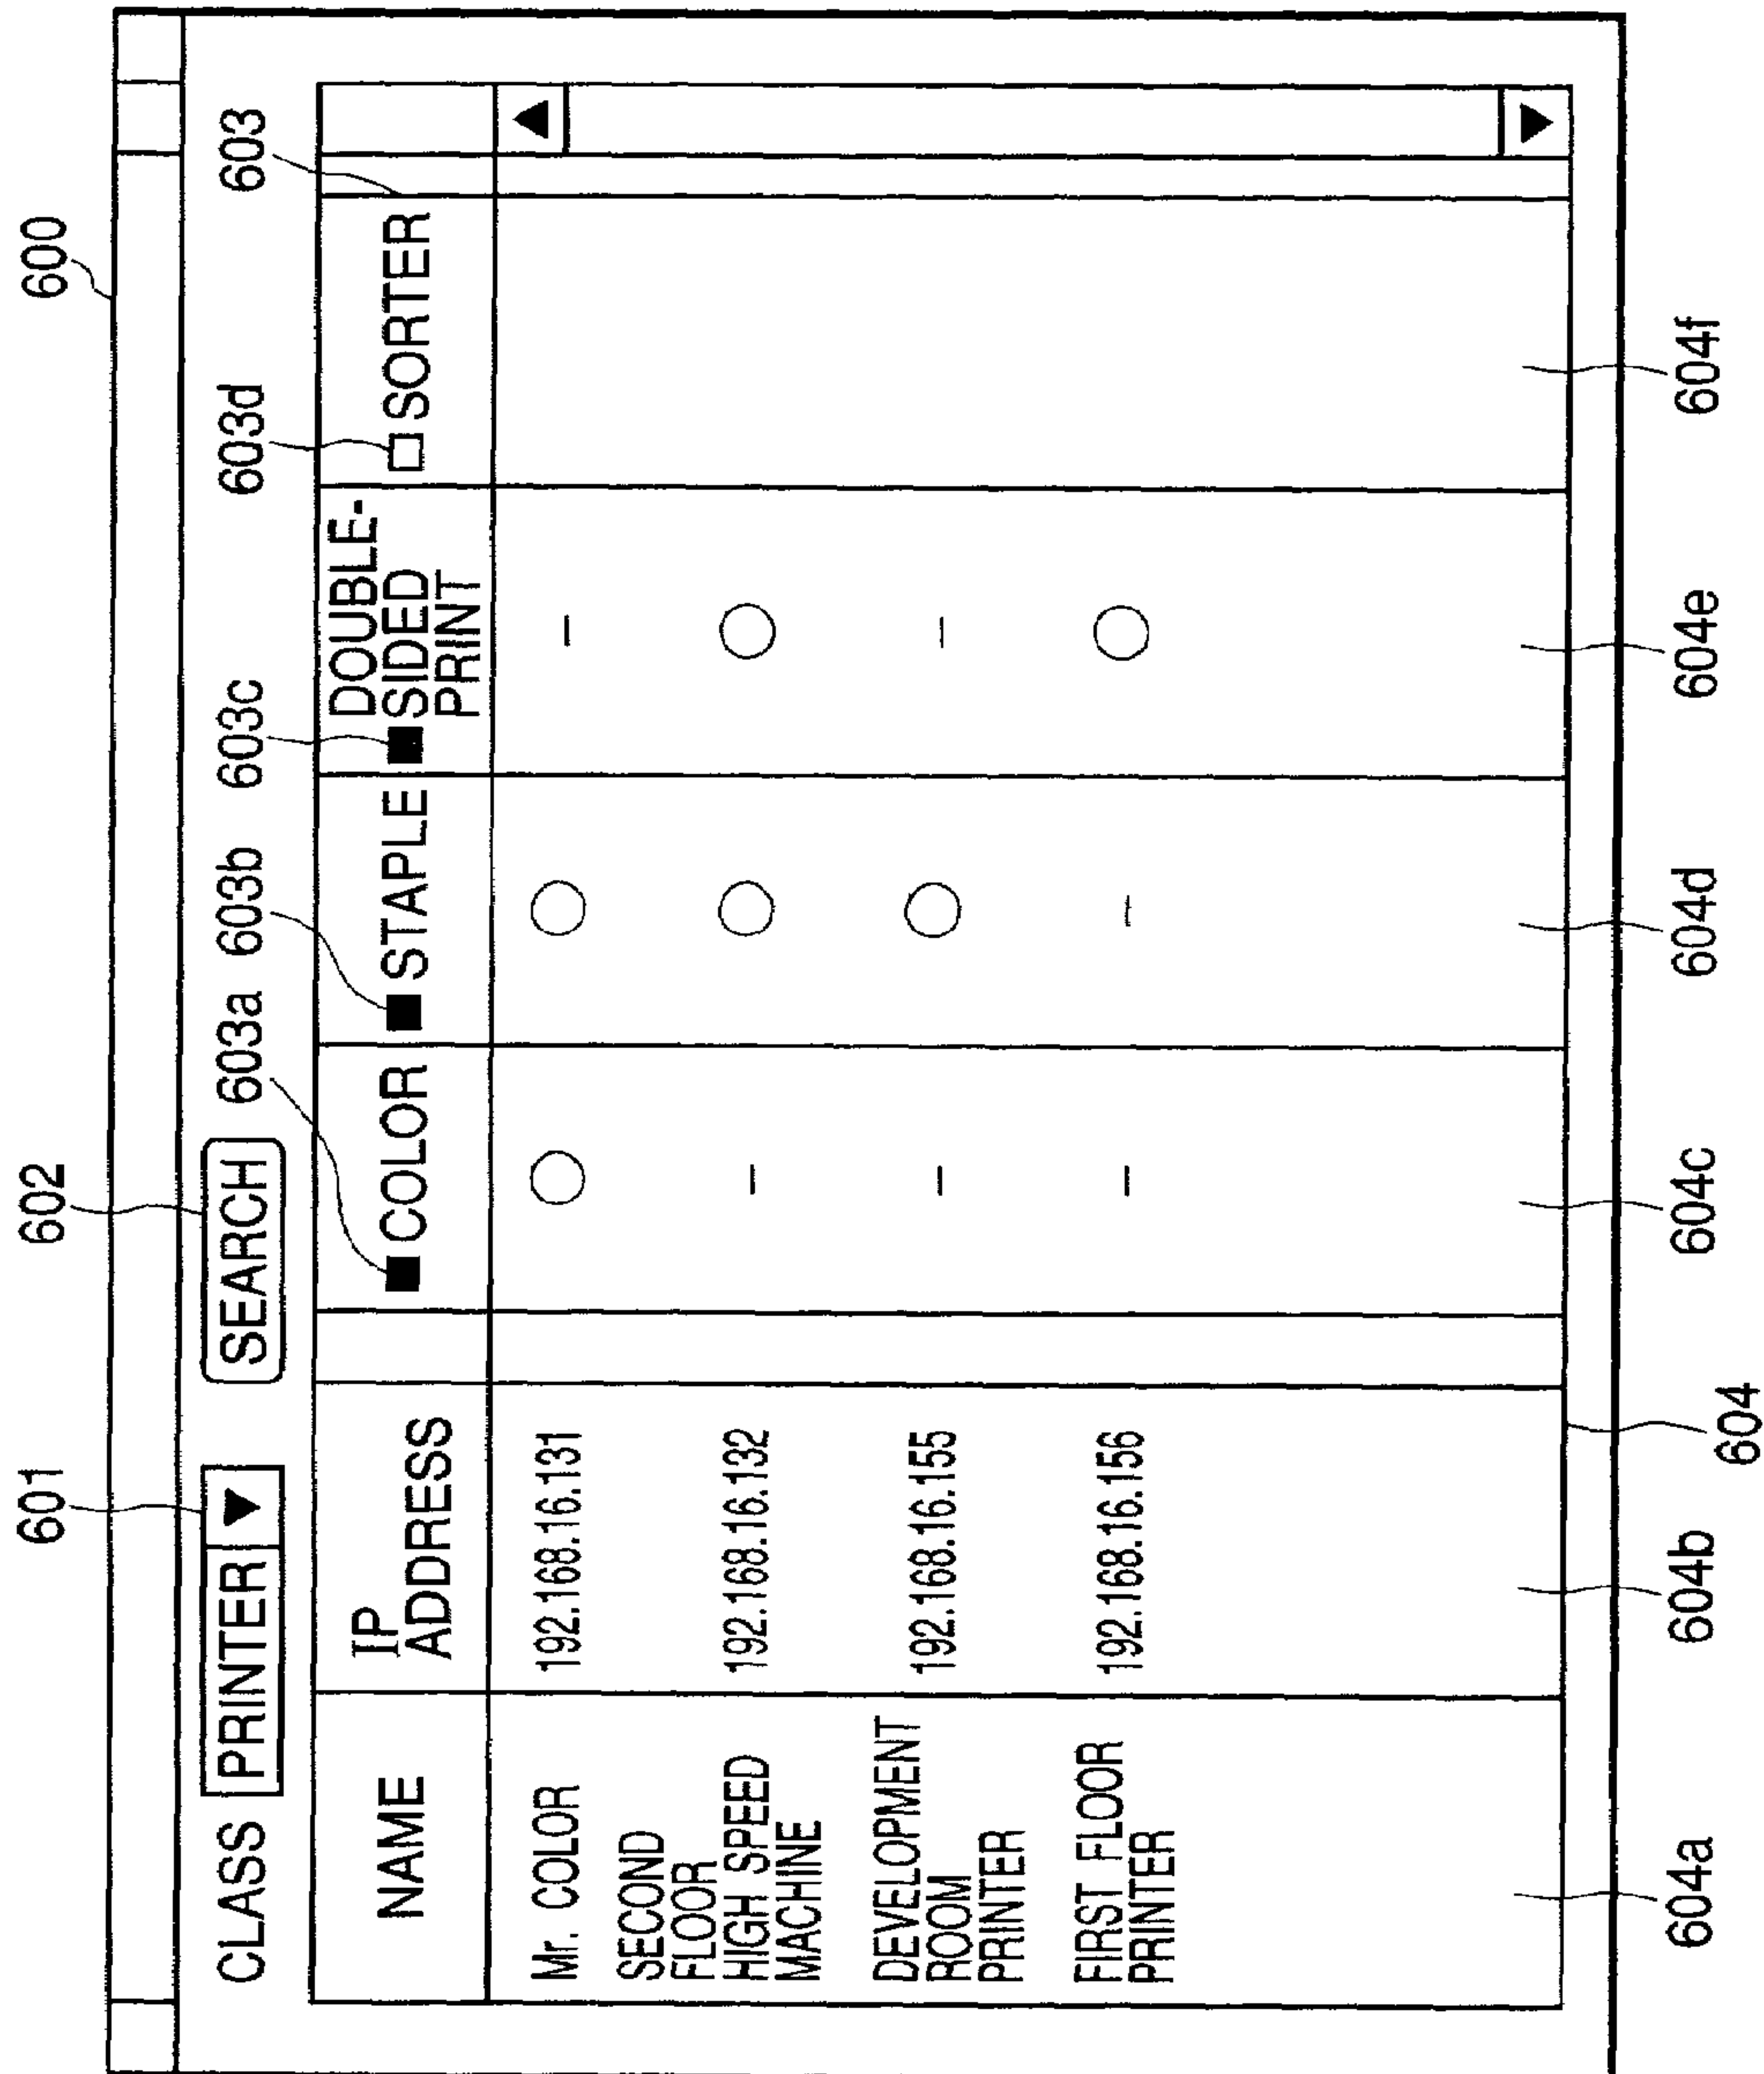 600
601
602
CLASS PRINTER ▼
SEARCH
603a 603b 603c 603d 603
NAME
IP
ADDRESS
■ COLOR
■ STAPLE
DOUBLE-
■ SIDED
PRINT
□ SORTER
Mr. COLOR 192.168.16.131 ○ ○ –
SECOND
FLOOR
HIGH SPEED 192.168.16.132 – ○ ○
MACHINE
DEVELOPMENT
ROOM 192.168.16.155 – ○ –
PRINTER
FIRST FLOOR
PRINTER 192.168.16.156 – – ○
604a 604b 604c 604d 604e 604f
604